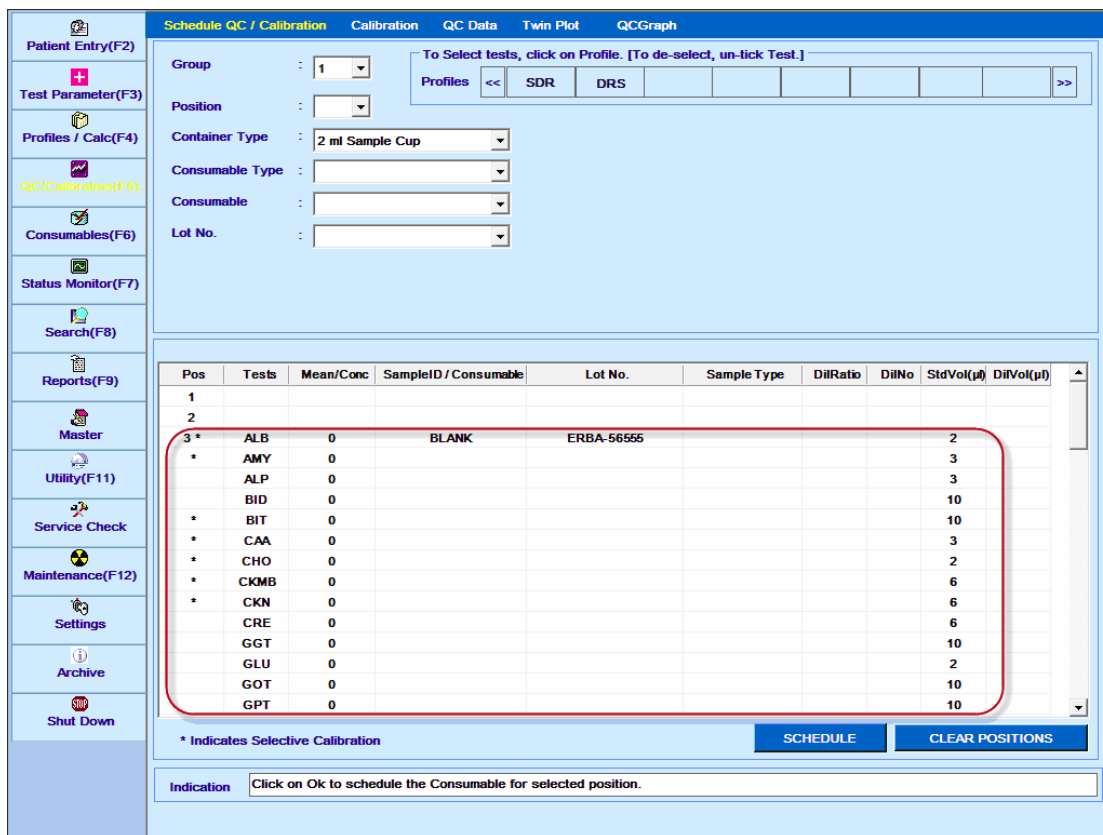 Patient Entry(F2)
Test Parameter(F3)
Profiles / Calc(F4)
QC/Calibration(F5)
Consumables(F6)
Status Monitor(F7)
Search(F8)
Reports(F9)
Master
Utility(F11)
Service Check
Maintenance(F12)
Settings
Archive
STOP
Shut Down
Schedule QC / Calibration Calibration QC Data Twin Plot QCGraph
Group : 1
Position :
Container Type : 2 ml Sample Cup
Consumable Type :
Consumable :
Lot No. :
To Select tests, click on Profile. [To de-select, un-tick Test.]
Profiles << SDR DRS >>
Pos Tests Mean/Conc SampleID / Consumable Lot No. Sample Type DilRatio DilNo StdVol(µl) DilVol(µl)
1
2
3 * ALB 0 BLANK ERBA-56555 2
* AMY 0 3
ALP 0 3
BID 0 10
* BIT 0 10
* CAA 0 3
* CHO 0 2
* CKMB 0 6
* CKN 0 6
CRE 0 6
GGT 0 10
GLU 0 2
GOT 0 10
GPT 0 10
* Indicates Selective Calibration
SCHEDULE CLEAR POSITIONS
Indication Click on Ok to schedule the Consumable for selected position.